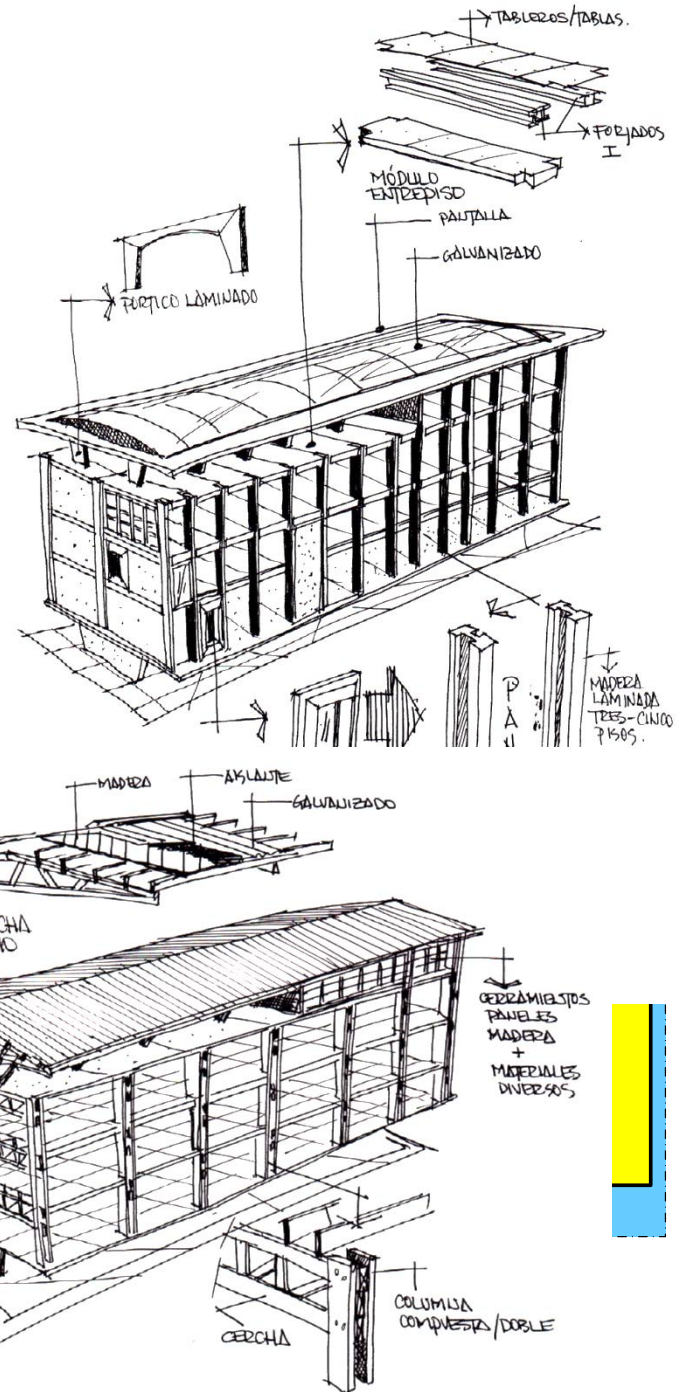 TABLEROS/TABLAS.
FORJADOS
I
MÓDULO
ENTREPISO
PANTALLA
GALVANIZADO
PORTICO LAMINADO
MADERA
LAMINADA
TRES-CINCO
PISOS.
P
A
MADERA
AISLANTE
GALVANIZADO
CERRAMIENTOS
PANELES
MADERA
+
MATERIALES
DIVERSOS
COLUMNA
COMPUESTA/DOBLE
CERCHA